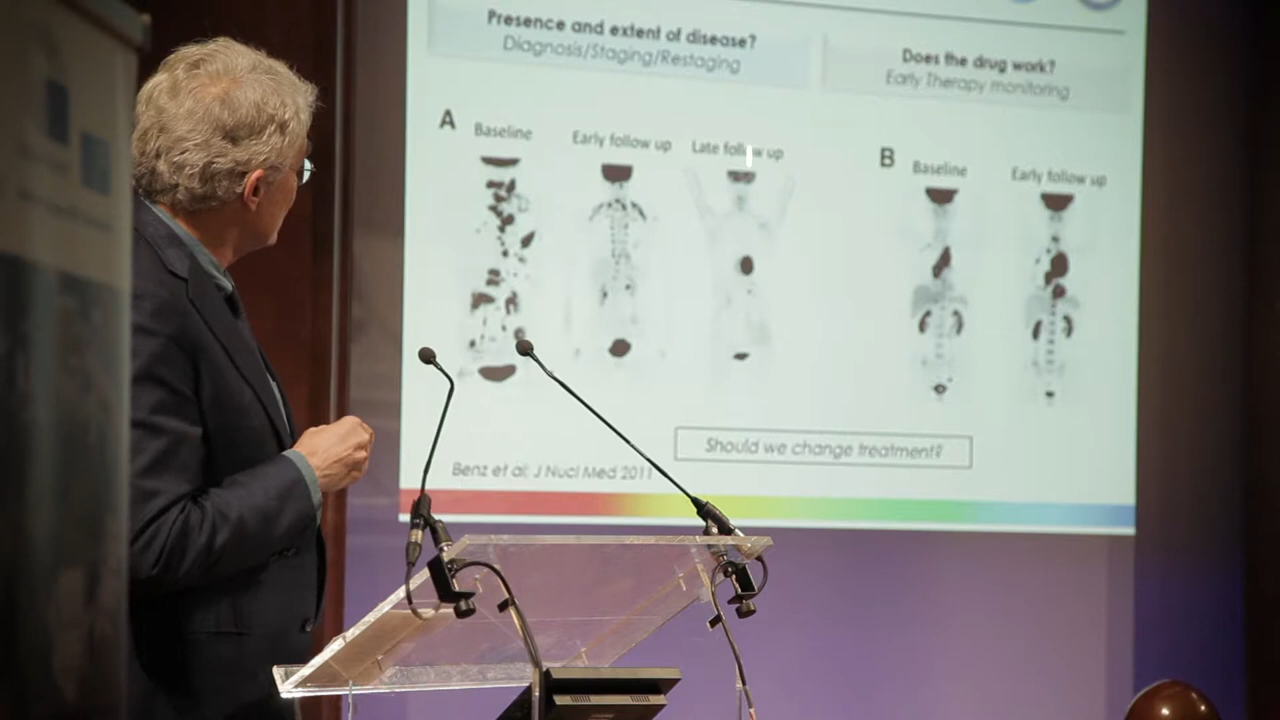 Presence and extent of disease?
Diagnosis/Staging/Restaging
Does the drug work?
Early Therapy monitoring
A
Baseline
Early follow up
Late follow up
B
Baseline
Early follow up
Should we change treatment?
Benz et al; J Nucl Med 2011